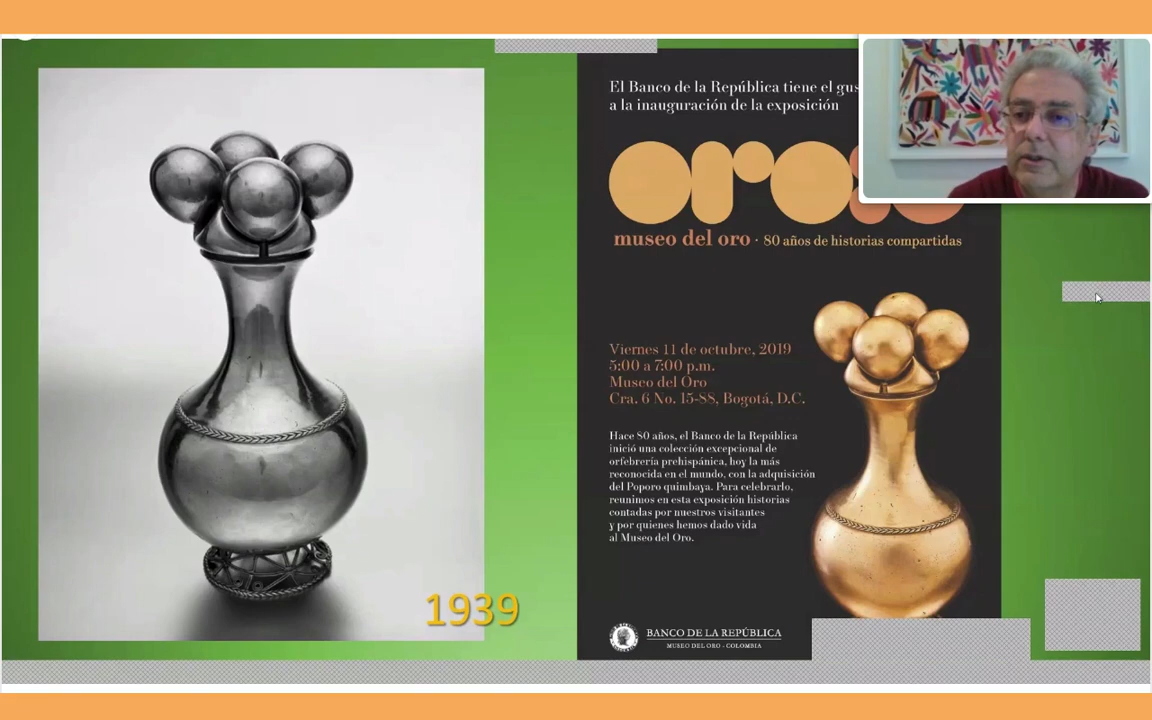 El Banco de la República tiene el gus
a la inauguración de la exposición
museo del oro · 80 años de historias compartidas
Viernes 11 de octubre, 2019
5:00 a 7:00 p.m.
Museo del Oro
Cra. 6 No. 15-88, Bogotá, D.C.
Hace 80 años, el Banco de la República
inició una colección excepcional de
orfebrería prehispánica, hoy la más
reconocida en el mundo, con la adquisición
del Poporo quimbaya. Para celebrarlo,
reunimos en esta exposición historias
contadas por nuestros visitantes
y por quienes hemos dado vida
al Museo del Oro.
1939
BANCO DE LA REPÚBLICA
MUSEO DEL ORO - COLOMBIA